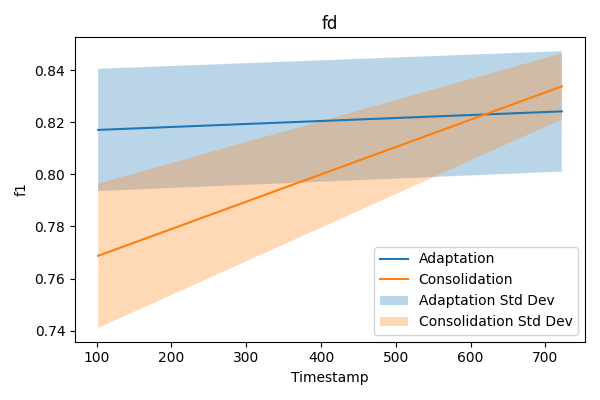 fd
f1
0.84
0.82
0.80
0.78
0.76
0.74
Adaptation
Consolidation
Adaptation Std Dev
Consolidation Std Dev
100 200 300 400 500 600 700
Timestamp